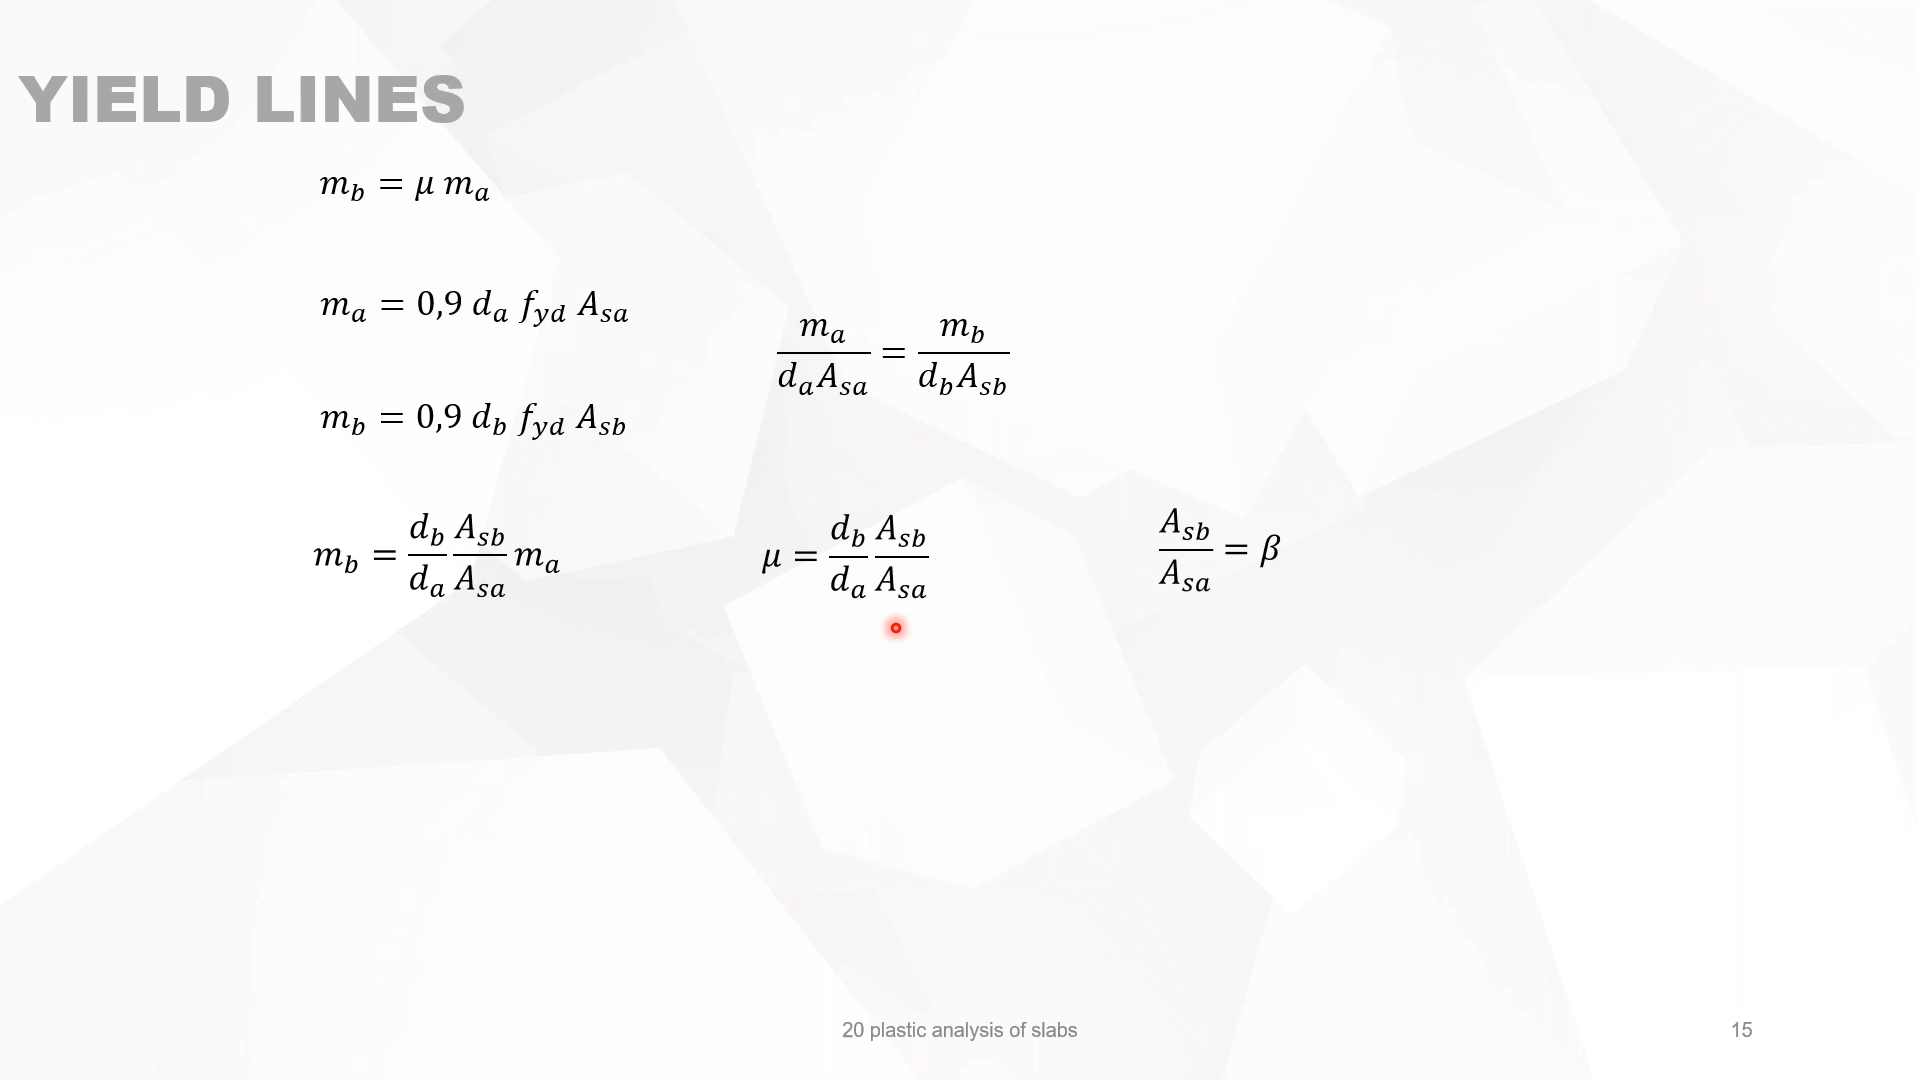 YIELD LINES
m_b = μ m_a
m_a = 0,9 d_a f_yd A_sa
m_a / d_a A_sa = m_b / d_b A_sb
m_b = 0,9 d_b f_yd A_sb
m_b = d_b / d_a A_sb / A_sa m_a
μ = d_b / d_a A_sb / A_sa
A_sb / A_sa = β
20 plastic analysis of slabs
15